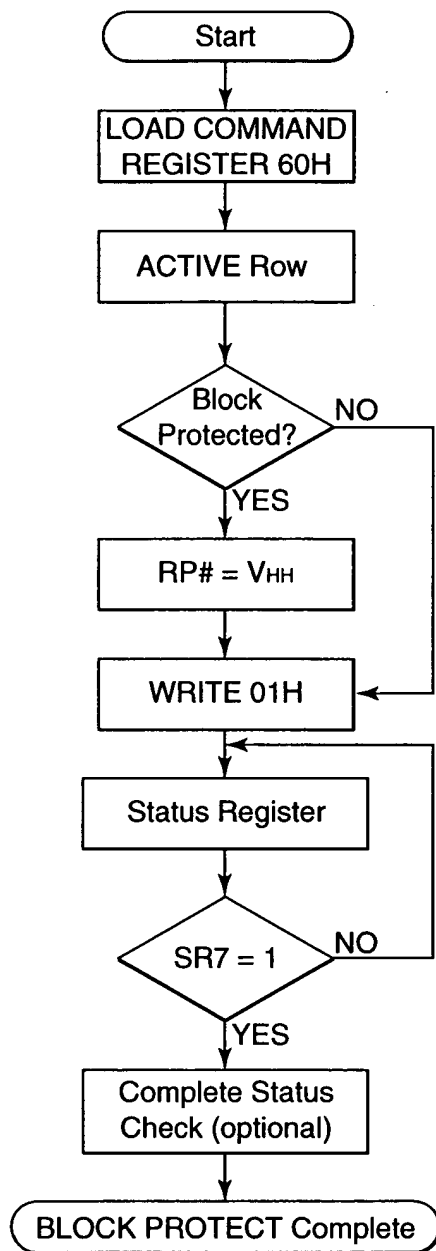 Start
LOAD COMMAND
REGISTER 60H
ACTIVE Row
Block
Protected?
NO
YES
RP# = VHH
WRITE 01H
Status Register
SR7 = 1
NO
YES
Complete Status
Check (optional)
BLOCK PROTECT Complete